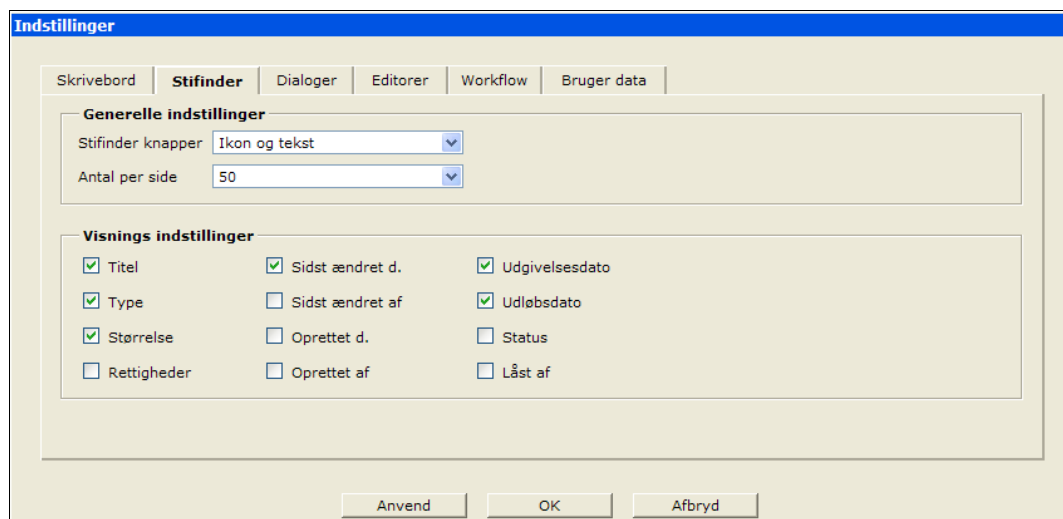 Indstillinger
Skrivebord Stifinder Dialoger Editorer Workflow Bruger data
Generelle indstillinger
Stifinder knapper Ikon og tekst
Antal per side 50
Visnings indstillinger
Titel Sidst ændret d. Udgivelsesdato
Type Sidst ændret af Udløbsdato
Størrelse Oprettet d. Status
Rettigheder Oprettet af Låst af
Anvend OK Afbryd